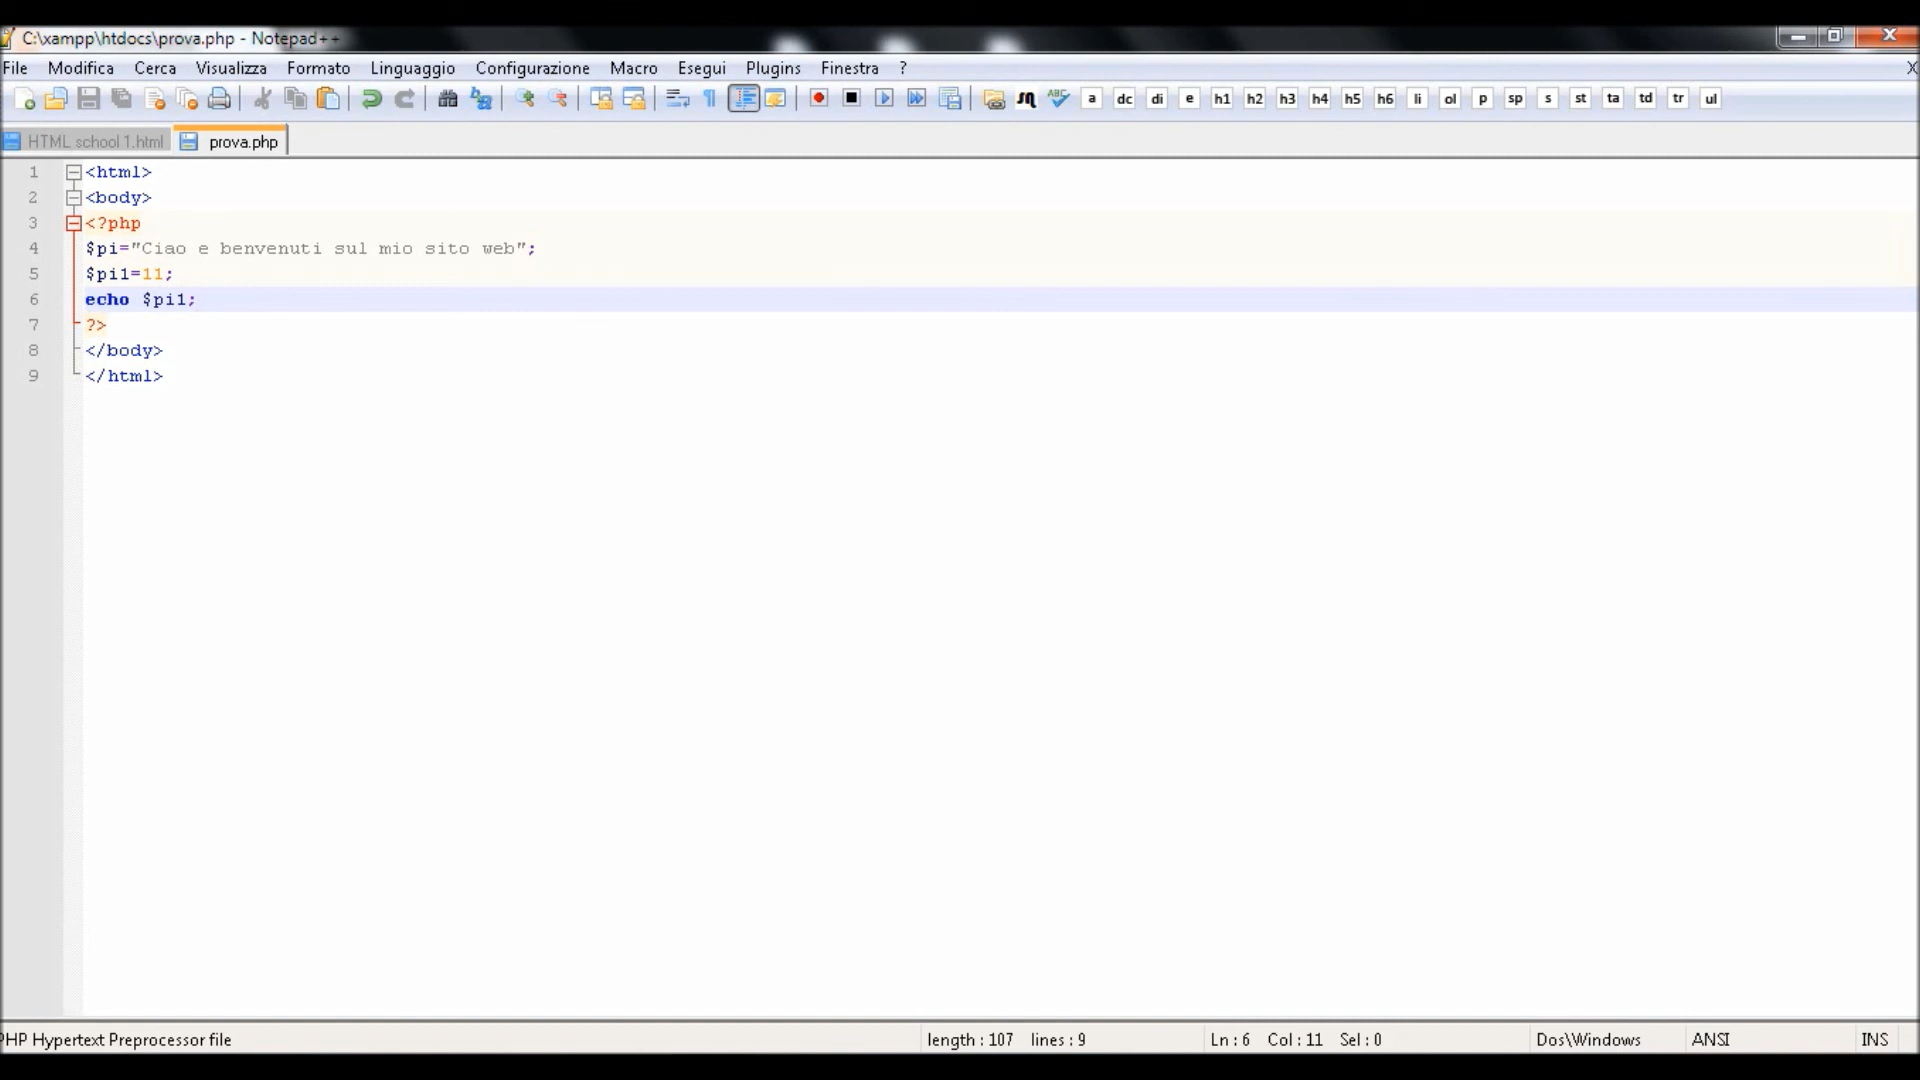 C:\xampp\htdocs\prova.php - Notepad++
File Modifica Cerca Visualizza Formato Linguaggio Configurazione Macro Esegui Plugins Finestra ? X
ABC a dc di e h1 h2 h3 h4 h5 h6 li ol p sp s st ta td tr ul
HTML school 1.html prova.php
1 <html>
2 <body>
3 <?php
4 $pi="Ciao e benvenuti sul mio sito web";
5 $pi1=11;
6 echo $pi1;
7 ?>
8 </body>
9 </html>
PHP Hypertext Preprocessor file length : 107 lines : 9 Ln : 6 Col : 11 Sel : 0 Dos\Windows ANSI INS